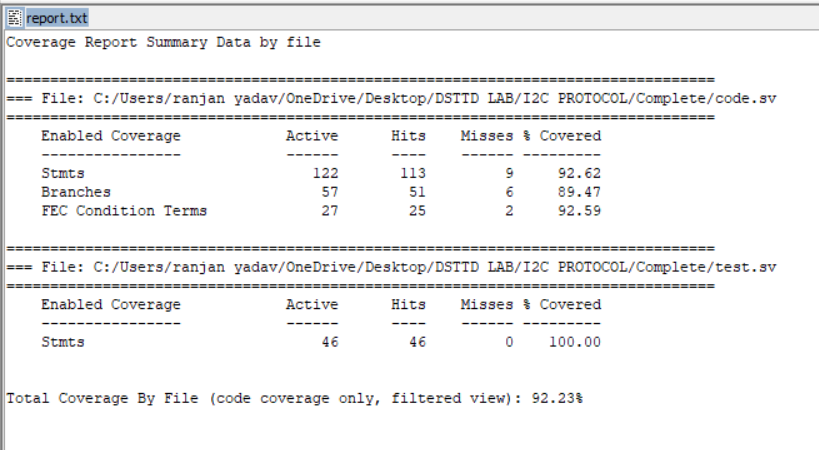 report.txt
Coverage Report Summary Data by file
=================================================================================
=== File: C:/Users/ranjan yadav/OneDrive/Desktop/DSTTD LAB/I2C PROTOCOL/Complete/code.sv
=================================================================================
    Enabled Coverage            Active      Hits    Misses % Covered
    ----------------            ------      ----    ------ ---------
    Stmts                          122       113         9     92.62
    Branches                        57        51         6     89.47
    FEC Condition Terms             27        25         2     92.59
=================================================================================
=== File: C:/Users/ranjan yadav/OneDrive/Desktop/DSTTD LAB/I2C PROTOCOL/Complete/test.sv
=================================================================================
    Enabled Coverage            Active      Hits    Misses % Covered
    ----------------            ------      ----    ------ ---------
    Stmts                           46        46         0    100.00
Total Coverage By File (code coverage only, filtered view): 92.23%